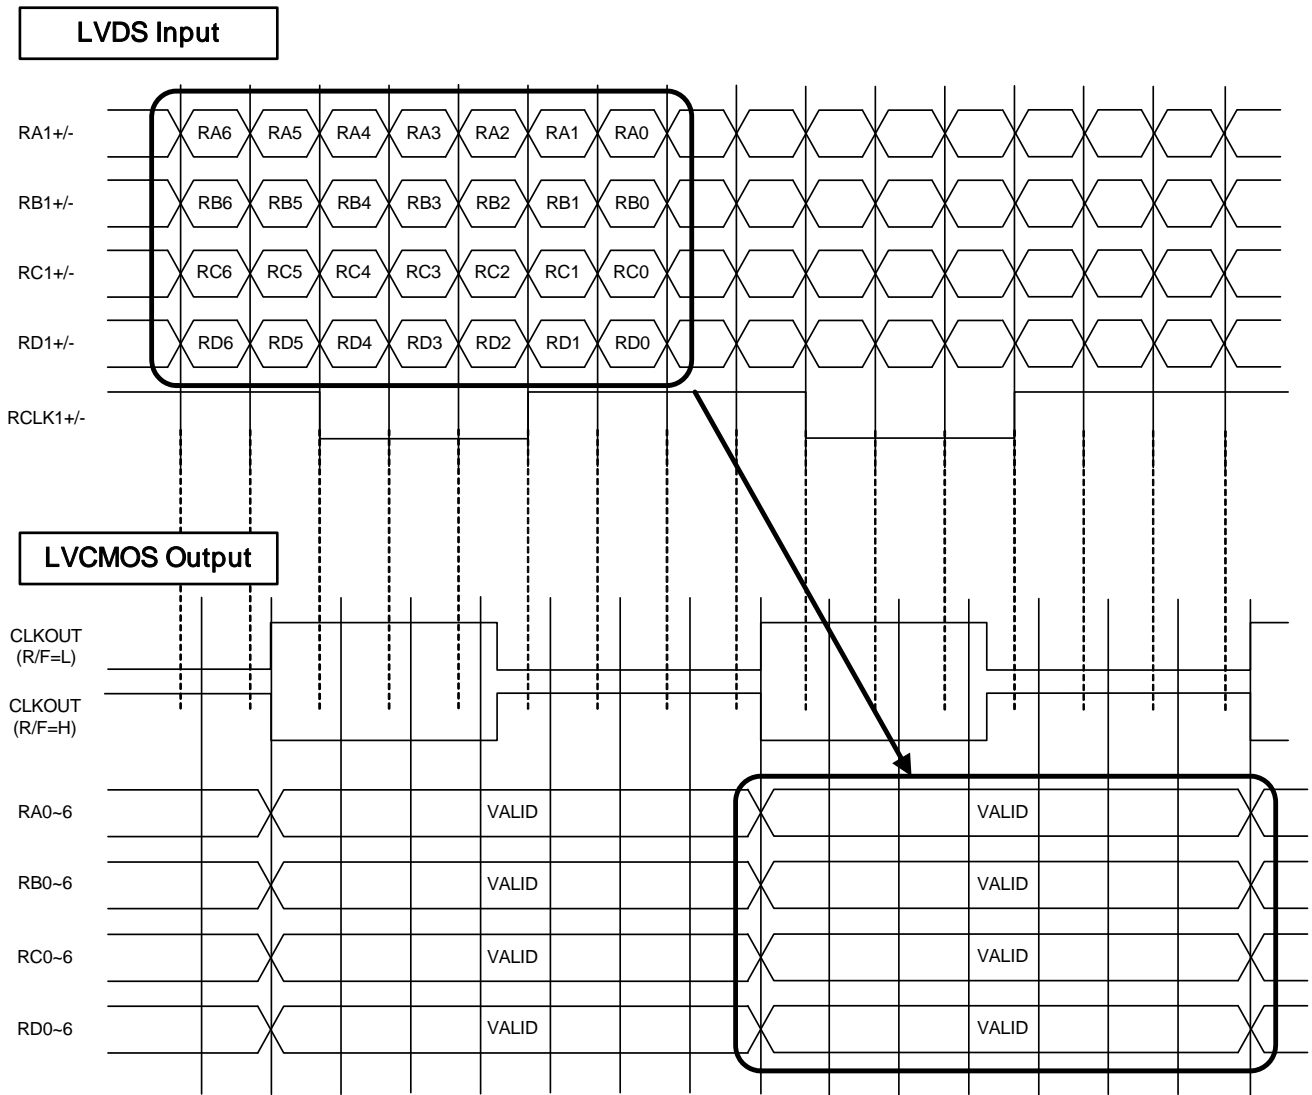 LVDS Input
RA1+/- RA6 RA5 RA4 RA3 RA2 RA1 RA0
RB1+/- RB6 RB5 RB4 RB3 RB2 RB1 RB0
RC1+/- RC6 RC5 RC4 RC3 RC2 RC1 RC0
RD1+/- RD6 RD5 RD4 RD3 RD2 RD1 RD0
RCLK1+/-
LVCMOS Output
CLKOUT
(R/F=L)
CLKOUT
(R/F=H)
RA0~6 VALID VALID
RB0~6 VALID VALID
RC0~6 VALID VALID
RD0~6 VALID VALID